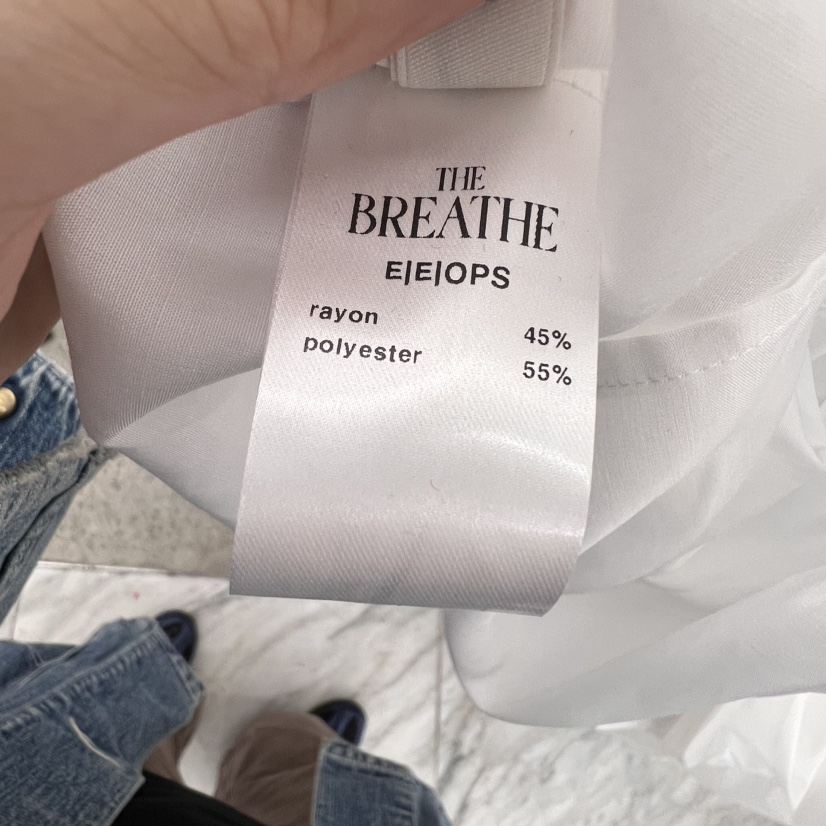 THE
BREATHE
E|E|OPS
rayon 45%
polyester 55%